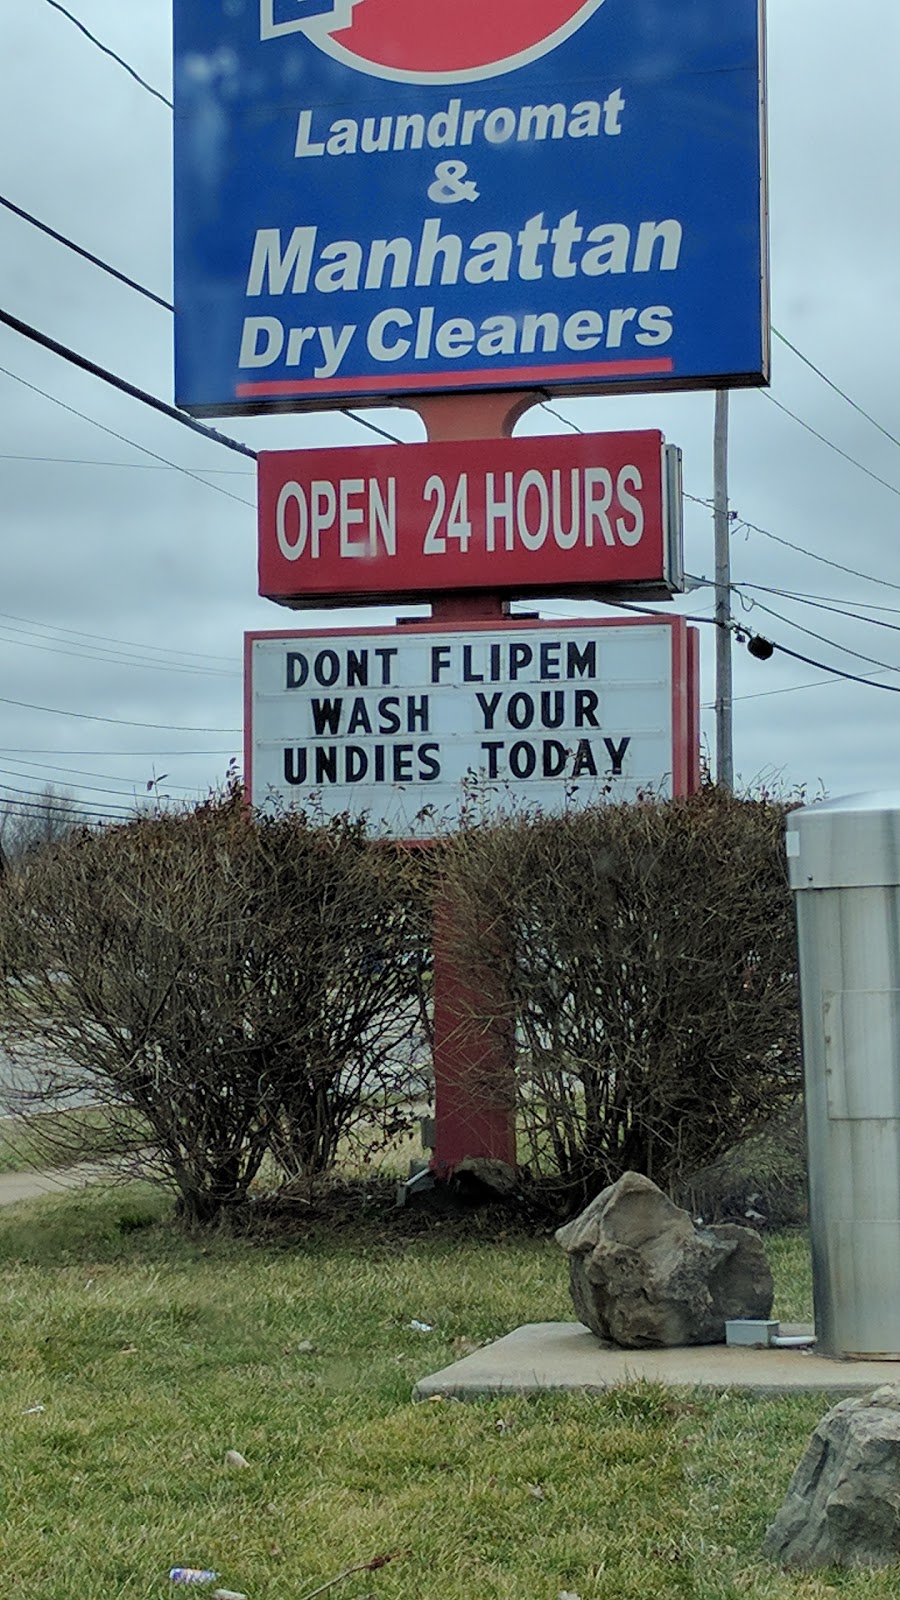 Laundromat
&
Manhattan
Dry Cleaners
OPEN 24 HOURS
DONT FLIPEM
WASH YOUR
UNDIES TODAY